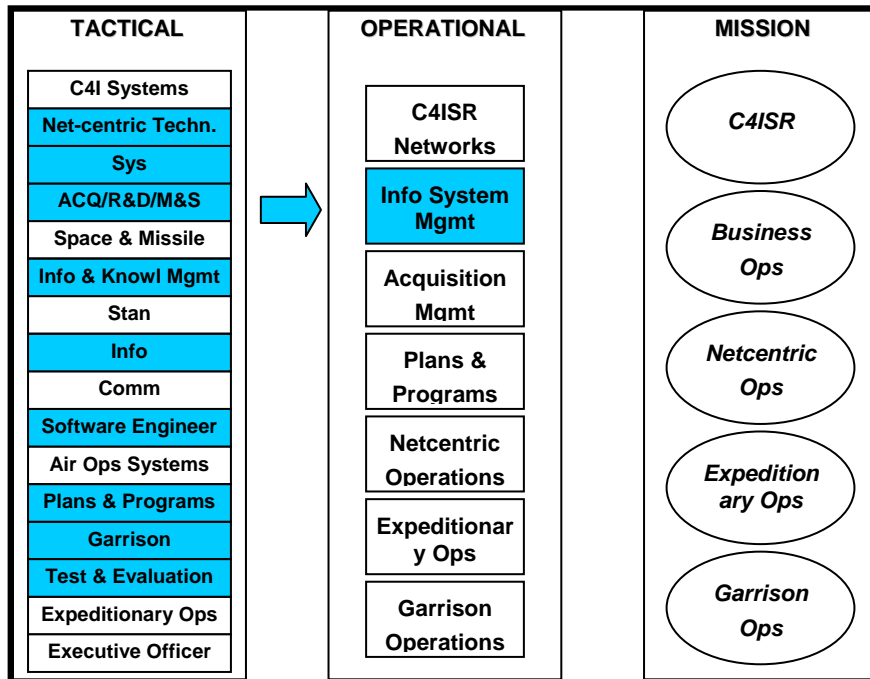 TACTICAL
C4I Systems
Net-centric Techn.
Sys
ACQ/R&D/M&S
Space & Missile
Info & Knowl Mgmt
Stan
Info
Comm
Software Engineer
Air Ops Systems
Plans & Programs
Garrison
Test & Evaluation
Expeditionary Ops
Executive Officer
OPERATIONAL
C4ISR
Networks
Info System
Mgmt
Acquisition
Mgmt
Plans &
Programs
Netcentric
Operations
Expeditionar
y Ops
Garrison
Operations
MISSION
C4ISR
Business
Ops
Netcentric
Ops
Expedition
ary Ops
Garrison
Ops